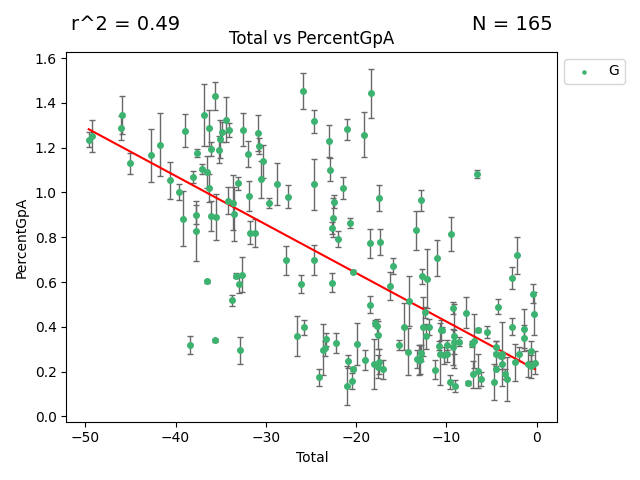 r^2 = 0.49
N = 165
Total vs PercentGpA
G
PercentGpA
1.6
1.4
1.2
1.0
0.8
0.6
0.4
0.2
0.0
−50
−40
−30
−20
−10
0
Total